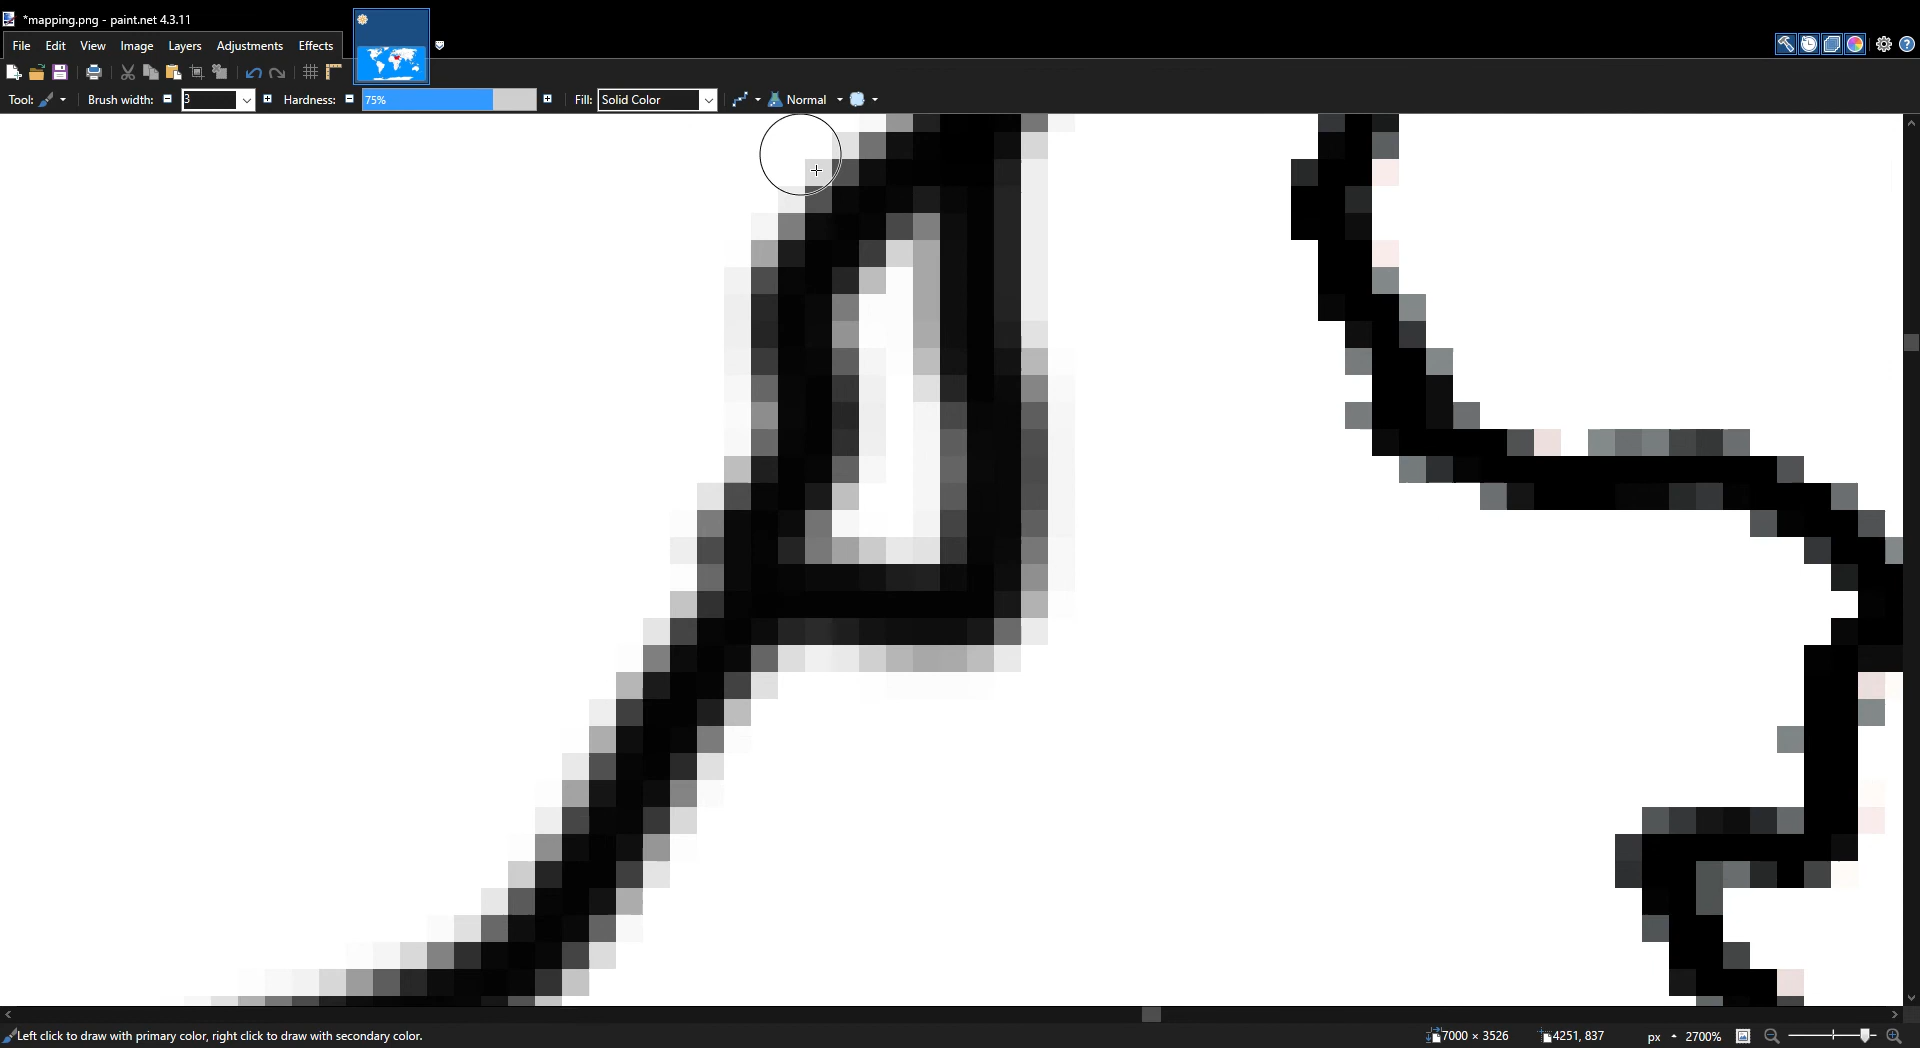 *mapping.png - paint.net 4.3.11
File Edit View Image Layers Adjustments Effects
Tool: Brush width: 3 Hardness: 75% Fill: Solid Color Normal
Left click to draw with primary color, right click to draw with secondary color. 7000 × 3526 4251, 837 px 2700%